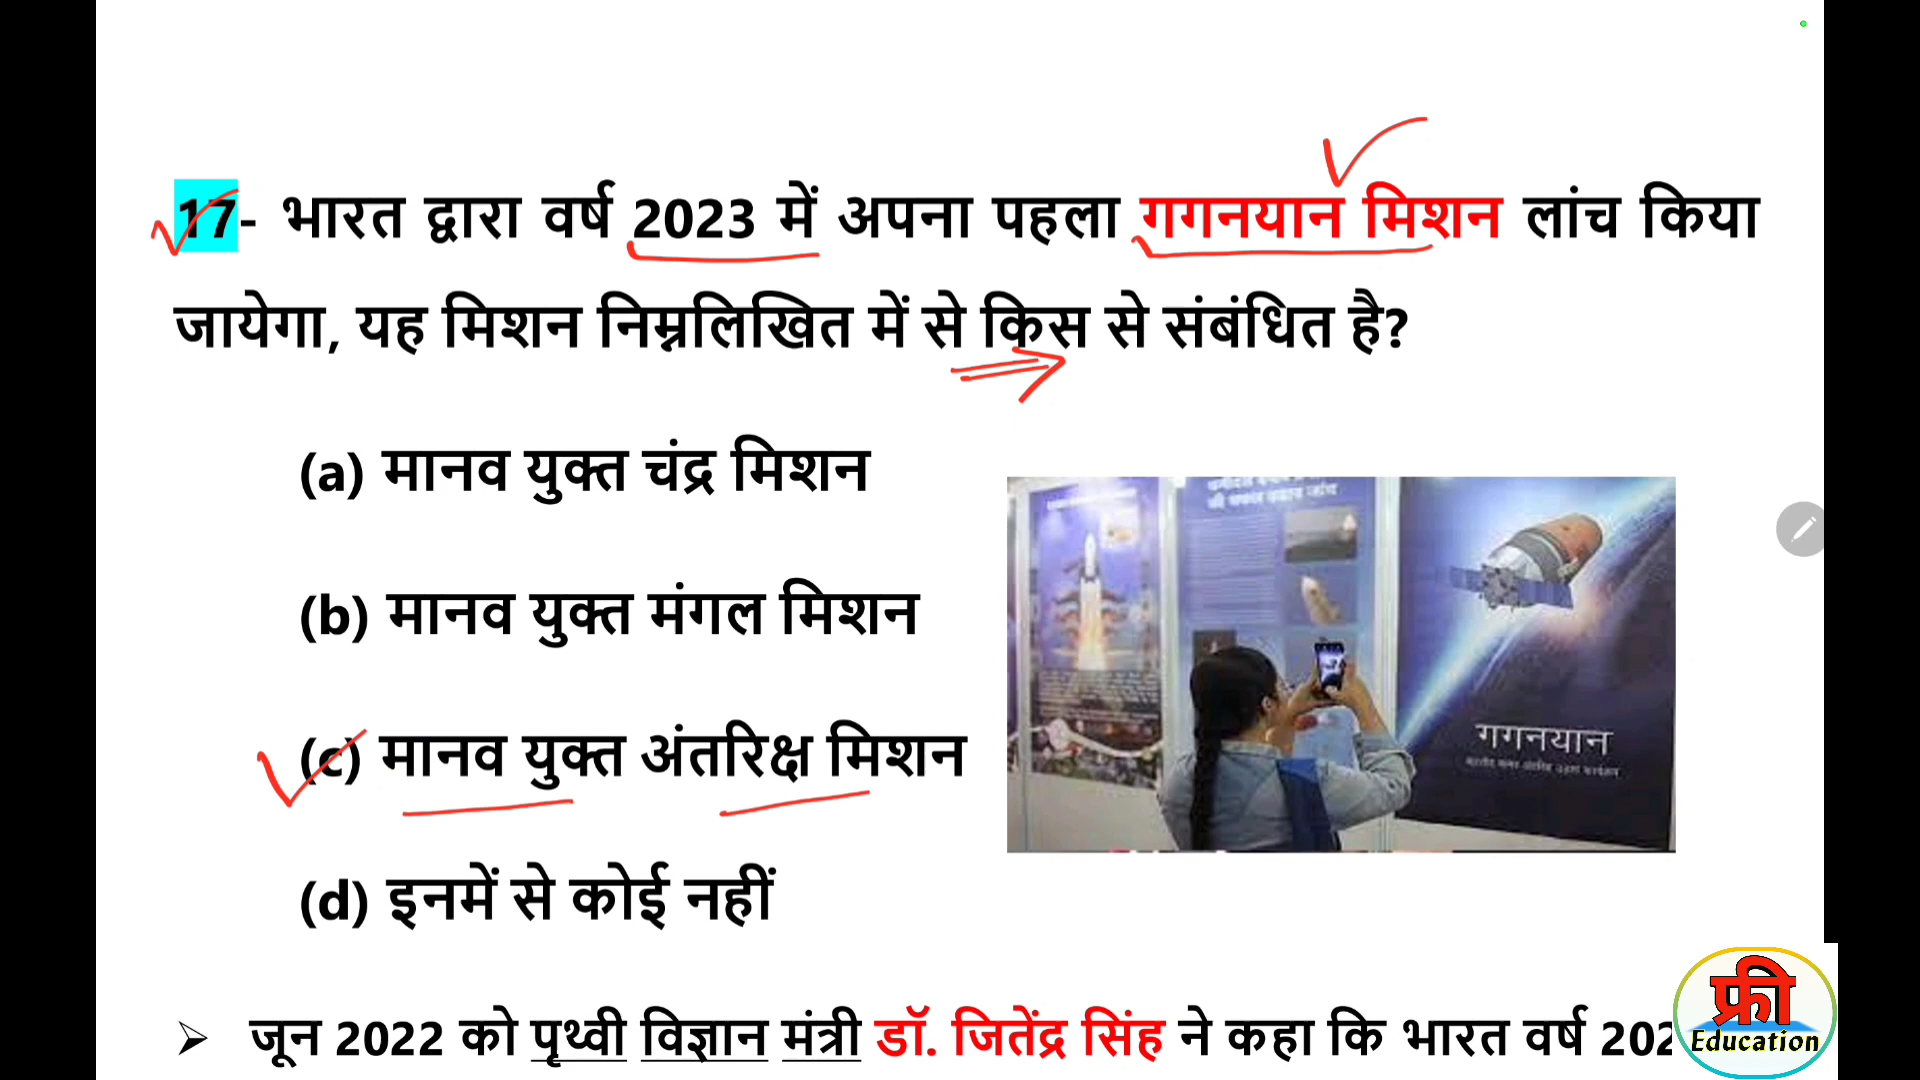 17- भारत द्वारा वर्ष 2023 में अपना पहला गगनयान मिशन लांच किया
जायेगा, यह मिशन निम्नलिखित में से किस से संबंधित है?
(a) मानव युक्त चंद्र मिशन
(b) मानव युक्त मंगल मिशन
(c) मानव युक्त अंतरिक्ष मिशन
(d) इनमें से कोई नहीं
गगनयान
➢ जून 2022 को पृथ्वी विज्ञान मंत्री डॉ. जितेंद्र सिंह ने कहा कि भारत वर्ष 202
फ्री
Education